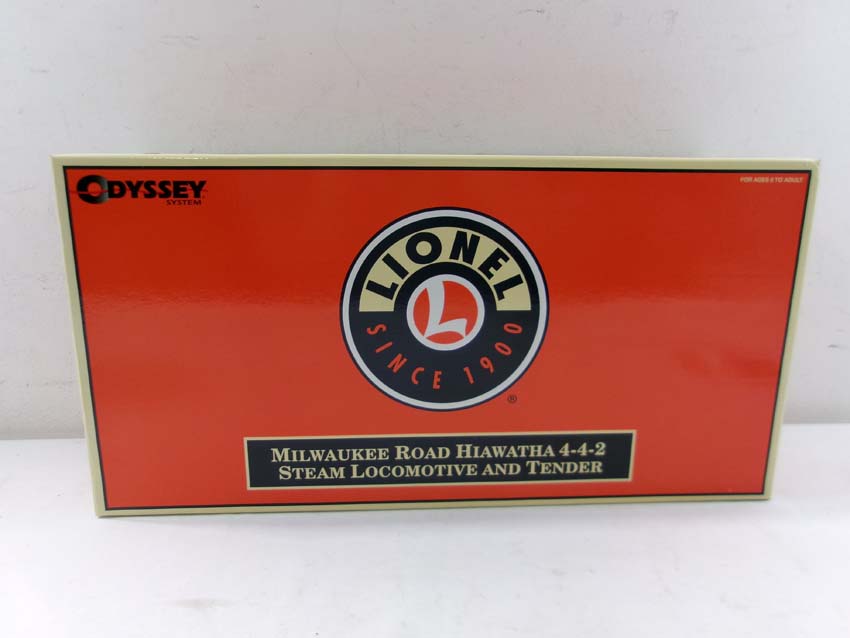 ODYSSEY
SYSTEM
FOR AGES 8 TO ADULT
LIONEL
L
SINCE 1900
®
MILWAUKEE ROAD HIAWATHA 4-4-2
STEAM LOCOMOTIVE AND TENDER